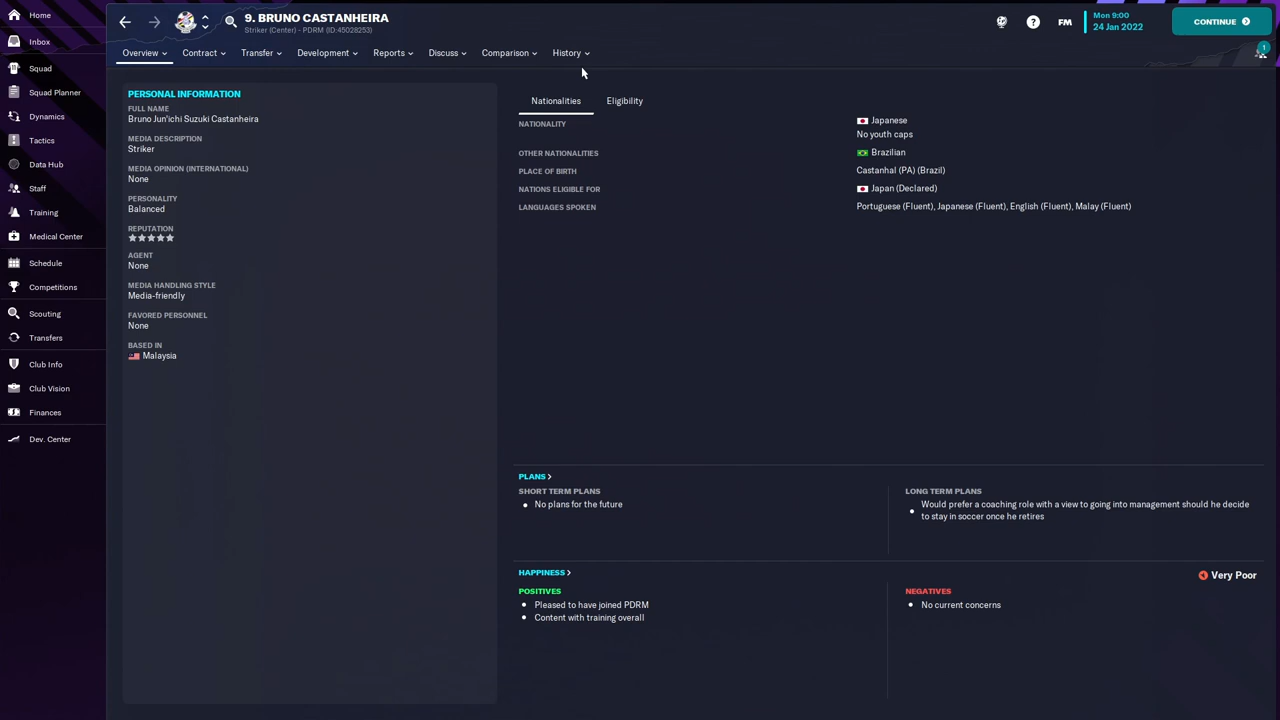 Home
Inbox
Squad
Squad Planner
Dynamics
Tactics
Data Hub
Staff
Training
Medical Center
Schedule
Competitions
Scouting
Transfers
Club Info
Club Vision
Finances
Dev. Center
9. BRUNO CASTANHEIRA
Striker (Center) - PDRM (ID:45028253)
FM
Mon 9:00
24 Jan 2022
CONTINUE
1
Overview
Contract
Transfer
Development
Reports
Discuss
Comparison
History
PERSONAL INFORMATION
FULL NAME
Bruno Jun'ichi Suzuki Castanheira
MEDIA DESCRIPTION
Striker
MEDIA OPINION (INTERNATIONAL)
None
PERSONALITY
Balanced
REPUTATION
AGENT
None
MEDIA HANDLING STYLE
Media-friendly
FAVORED PERSONNEL
None
BASED IN
Malaysia
Nationalities
Eligibility
NATIONALITY
Japanese
No youth caps
OTHER NATIONALITIES
Brazilian
PLACE OF BIRTH
Castanhal (PA) (Brazil)
NATIONS ELIGIBLE FOR
Japan (Declared)
LANGUAGES SPOKEN
Portuguese (Fluent), Japanese (Fluent), English (Fluent), Malay (Fluent)
PLANS >
SHORT TERM PLANS
No plans for the future
LONG TERM PLANS
Would prefer a coaching role with a view to going into management should he decide
to stay in soccer once he retires
HAPPINESS >
Very Poor
POSITIVES
Pleased to have joined PDRM
Content with training overall
NEGATIVES
No current concerns